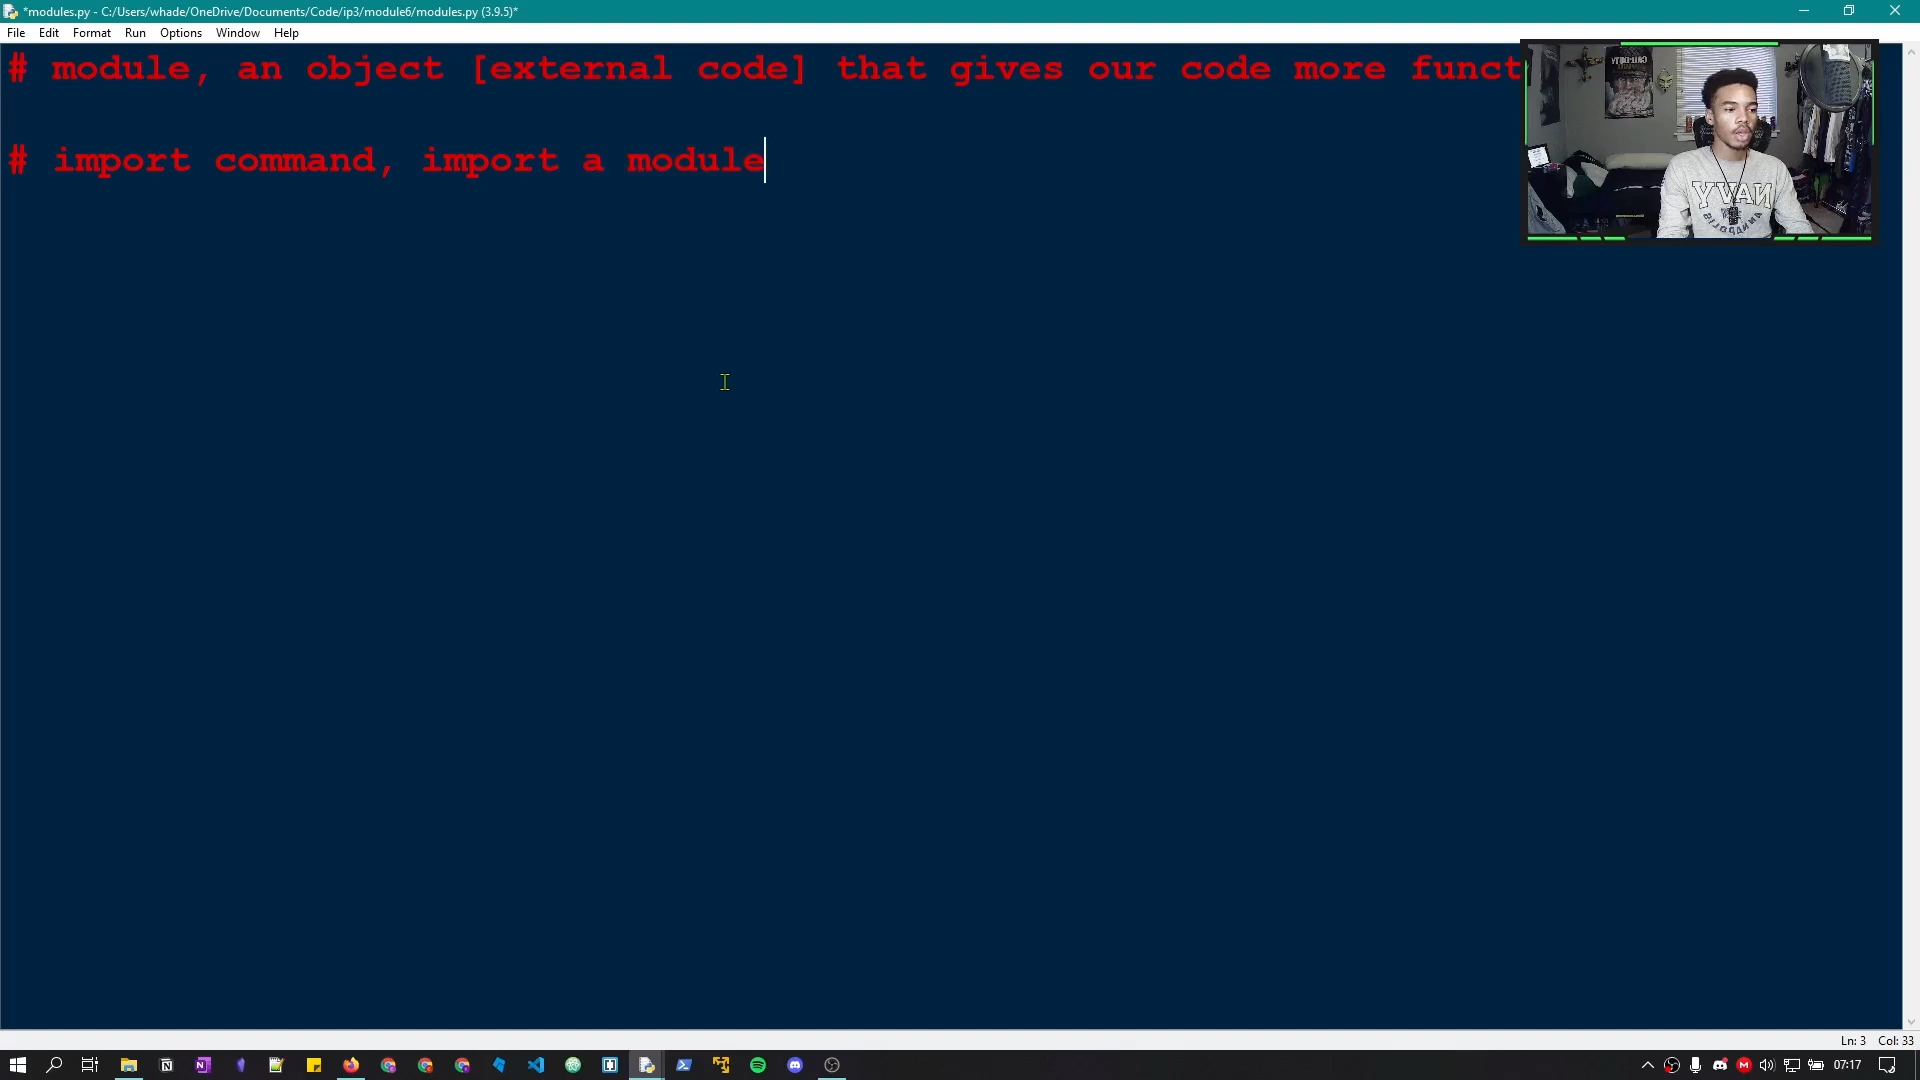 *modules.py - C:/Users/whade/OneDrive/Documents/Code/ip3/module6/modules.py (3.9.5)*
File Edit Format Run Options Window Help
# module, an object [external code] that gives our code more funct
# import command, import a module
NAVY
ANNAPOLIS
Ln: 3 Col: 33
07:17